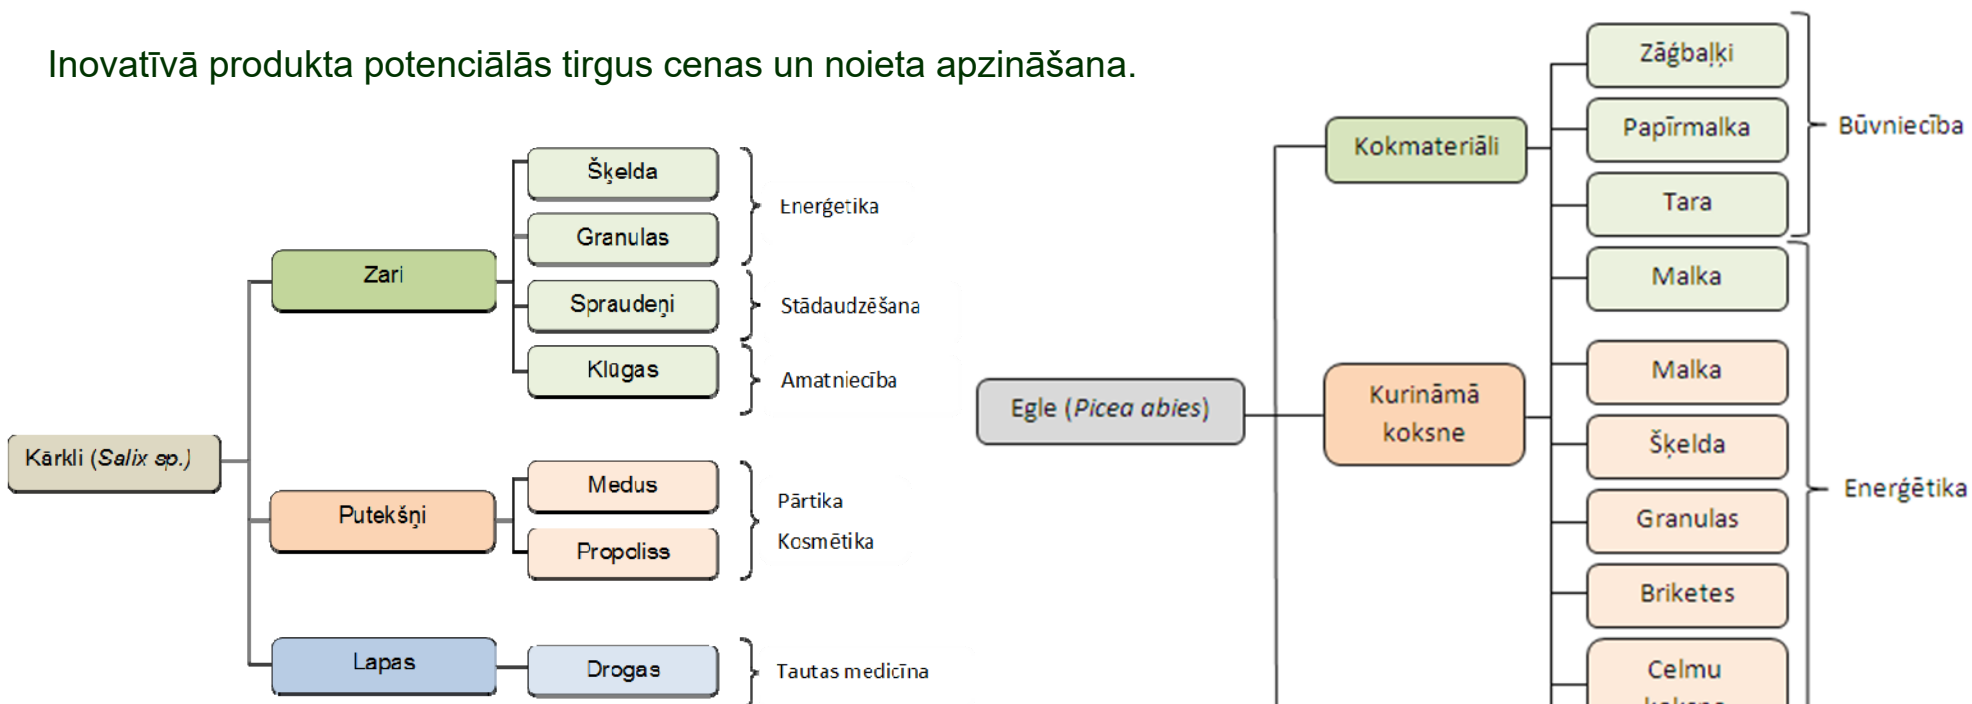 Inovatīvā produkta potenciālās tirgus cenas un noieta apzināšana.
Kārkli (Salix sp.)
Zari
Šķelda
Granulas
Enerģetika
Spraudeņi
Stādaudzēšana
Klūgas
Amatniecība
Putekšņi
Medus
Propoliss
Pārtika
Kosmētika
Lapas
Drogas
Tautas medicīna
Egle (Picea abies)
Kokmateriāli
Zāģbaļķi
Papīrmalka
Tara
Būvniecība
Malka
Kurināmā
koksne
Malka
Šķelda
Granulas
Briketes
Celmu
Enerģētika